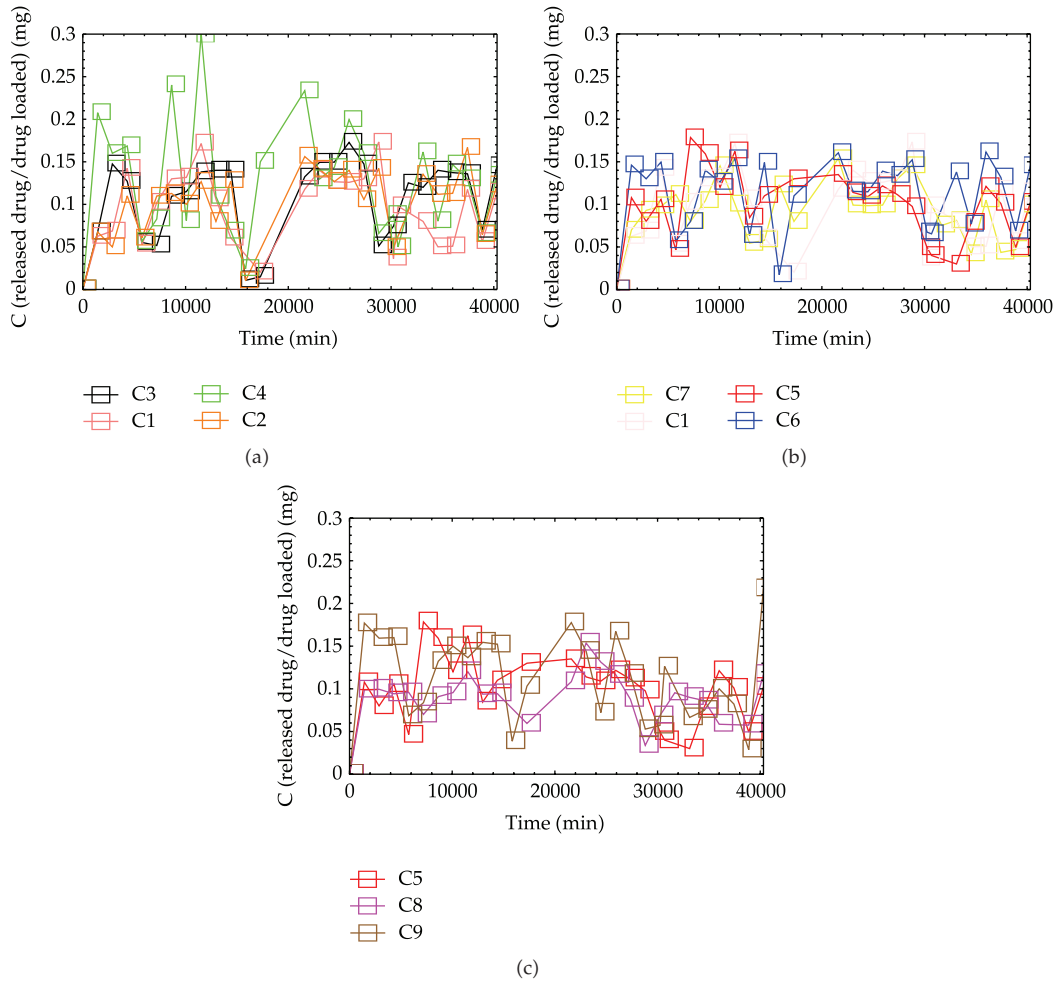 C (released drug/drug loaded) (mg)
0.3
0.25
0.2
0.15
0.1
0.05
0
0 10000 20000 30000 40000
Time (min)
C3 C4
C1 C2
(a)
C (released drug/drug loaded) (mg)
0.3
0.25
0.2
0.15
0.1
0.05
0
0 10000 20000 30000 40000
Time (min)
C7 C5
C1 C6
(b)
C (released drug/drug loaded) (mg)
0.3
0.25
0.2
0.15
0.1
0.05
0
0 10000 20000 30000 40000
Time (min)
C5
C8
C9
(c)